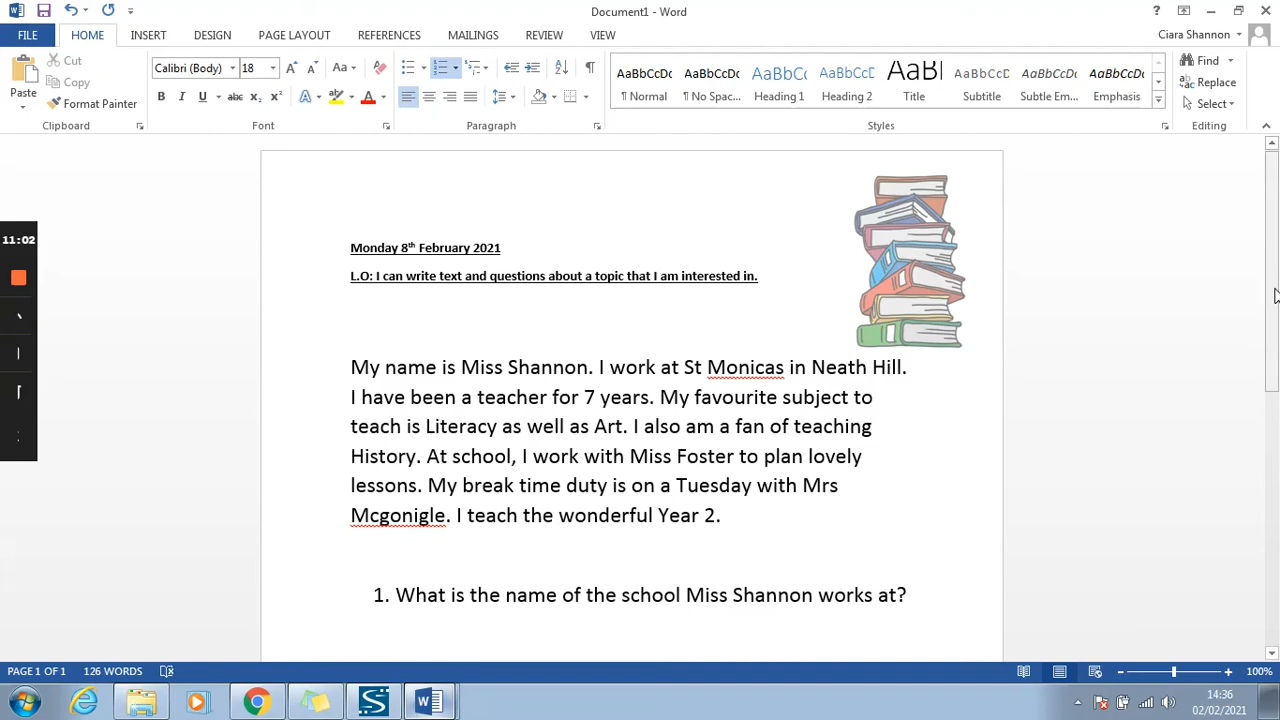 Document1 - Word
?
FILE HOME INSERT DESIGN PAGE LAYOUT REFERENCES MAILINGS REVIEW VIEW Ciara Shannon
Paste Cut Copy Format Painter
Calibri (Body) 18
AaBbCcDc AaBbCcDc AaBbCc AaBbCcC AaBl AaBbCcC AaBbCcDc AaBbCcDc
¶ Normal ¶ No Spac... Heading 1 Heading 2 Title Subtitle Subtle Em... Emphasis
Find Replace Select
Clipboard Font Paragraph Styles Editing
11:02
Monday 8th February 2021
L.O: I can write text and questions about a topic that I am interested in.
My name is Miss Shannon. I work at St Monicas in Neath Hill.
I have been a teacher for 7 years. My favourite subject to
teach is Literacy as well as Art. I also am a fan of teaching
History. At school, I work with Miss Foster to plan lovely
lessons. My break time duty is on a Tuesday with Mrs
Mcgonigle. I teach the wonderful Year 2.
1. What is the name of the school Miss Shannon works at?
PAGE 1 OF 1 126 WORDS 100%
14:36
02/02/2021